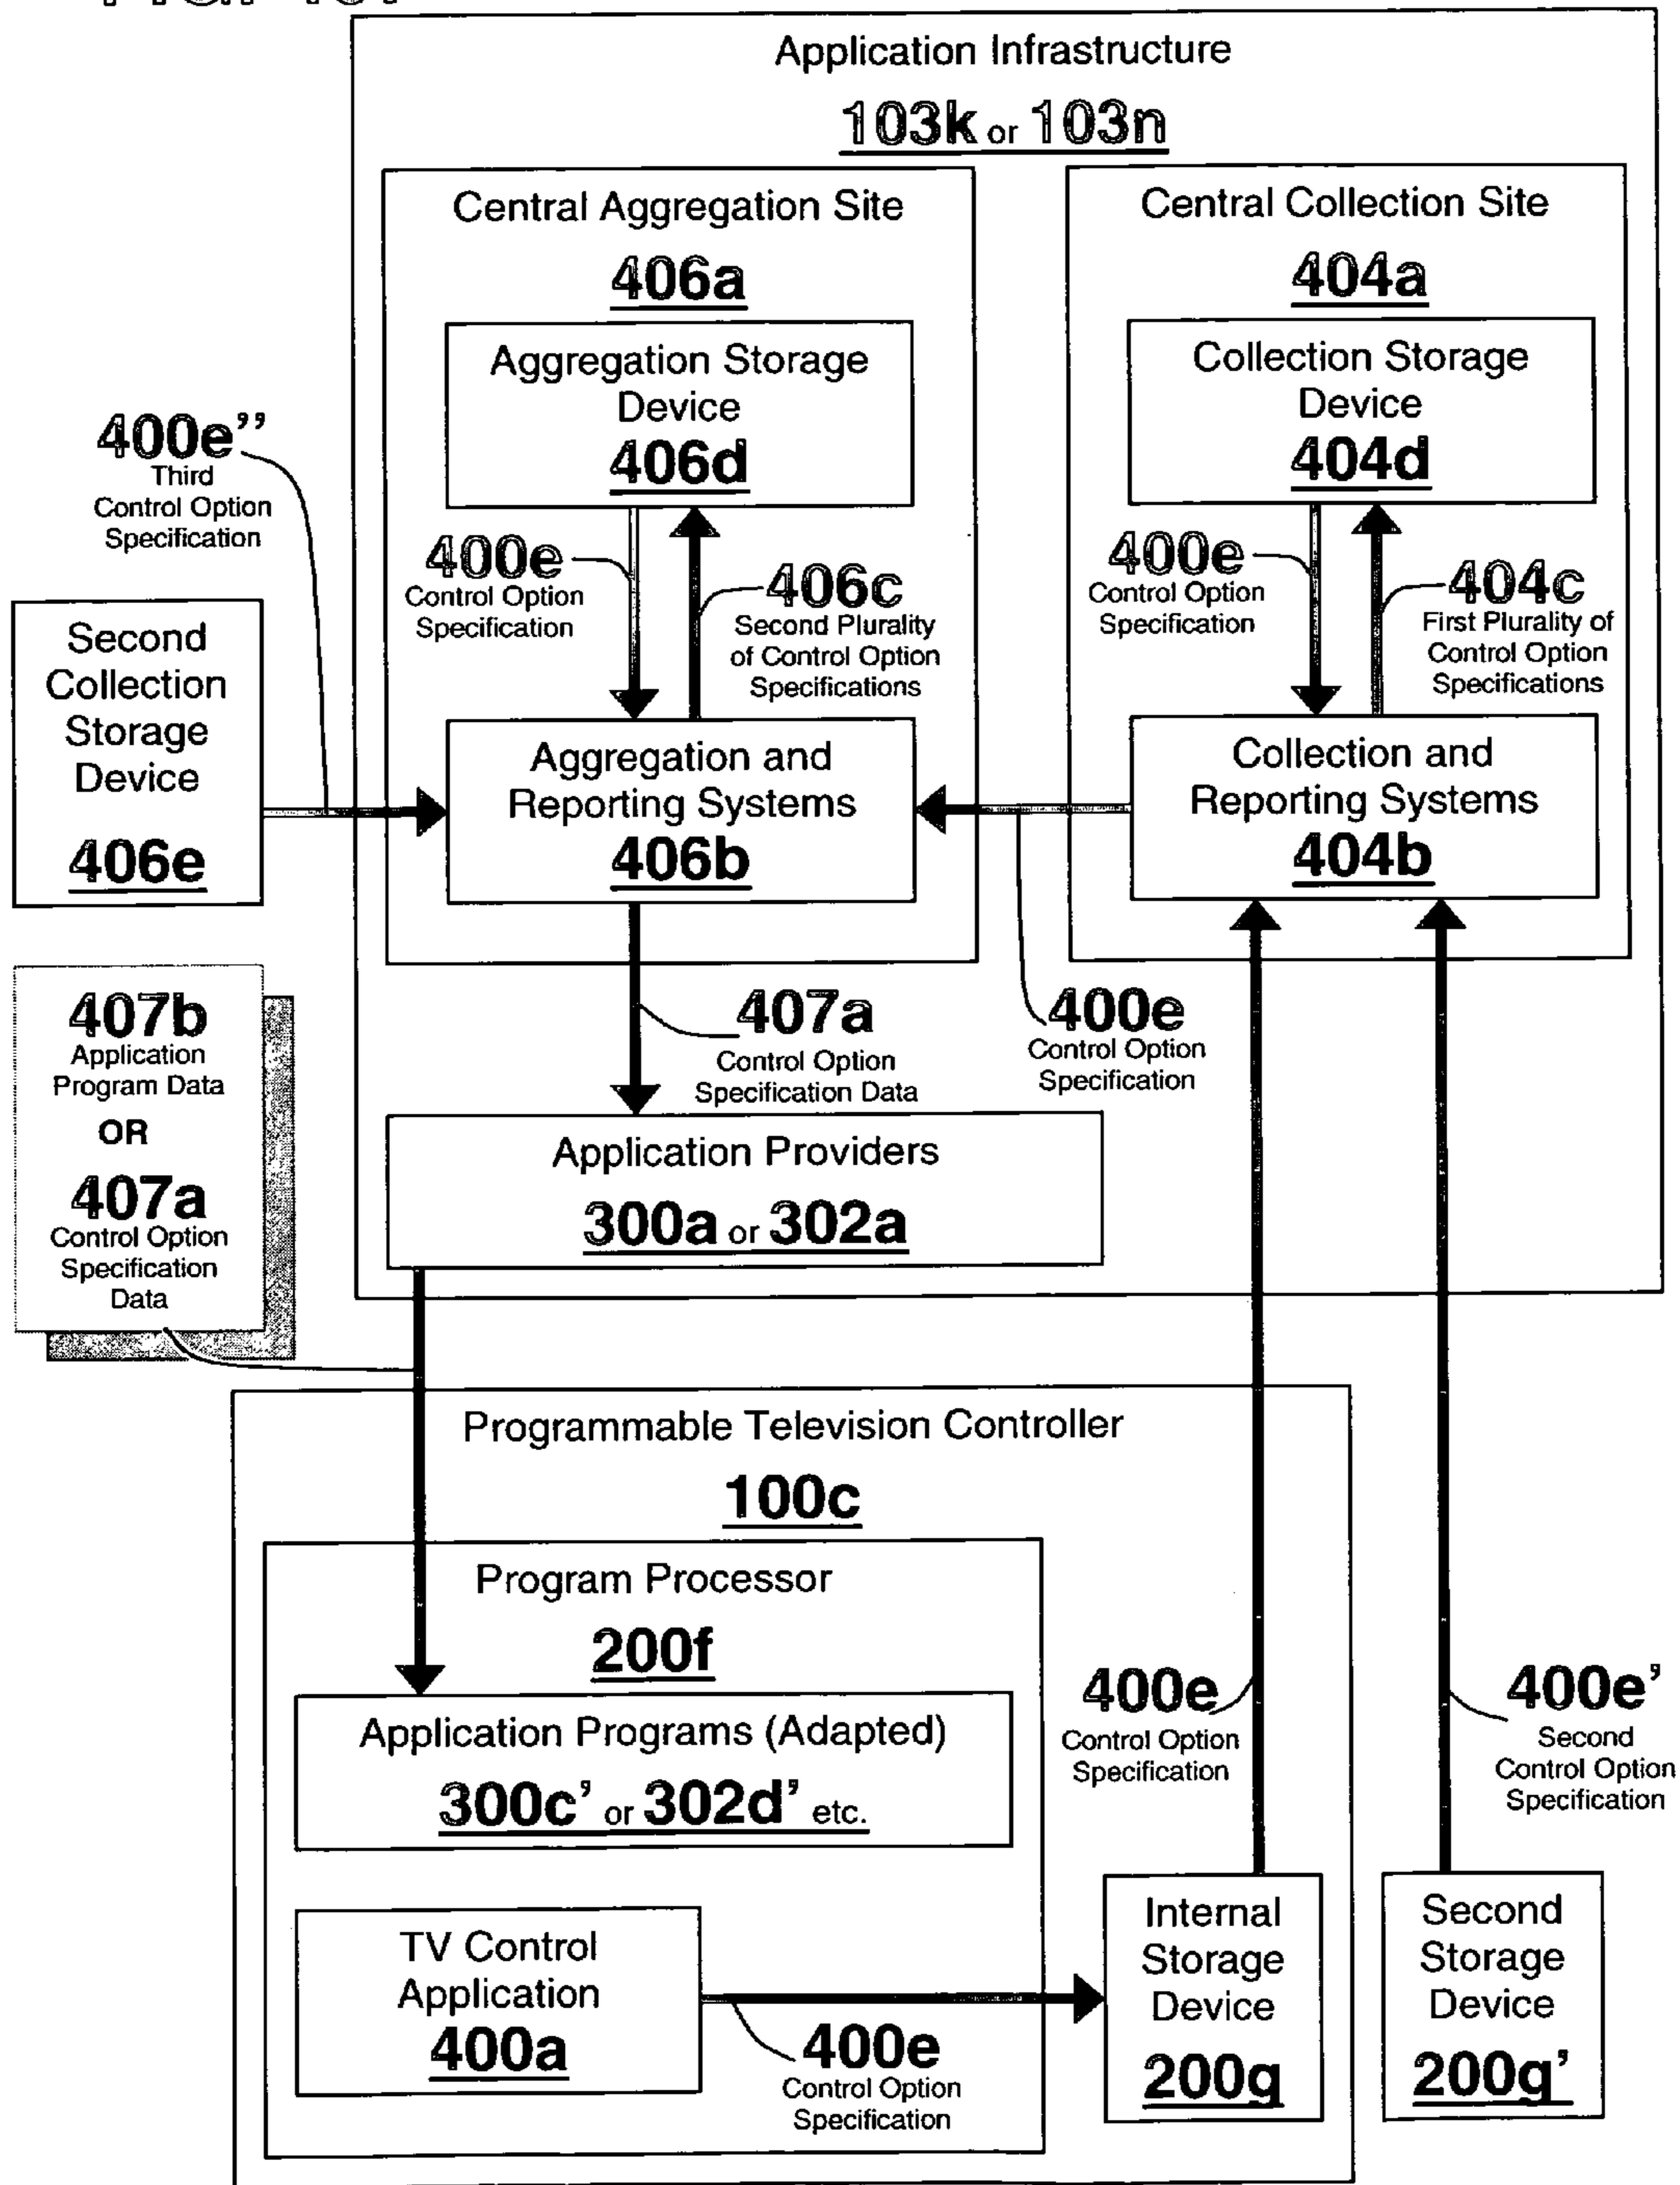 Application Infrastructure
103k or 103n
Central Aggregation Site
406a
Aggregation Storage
Device
406d
Central Collection Site
404a
Collection Storage
Device
404d
400e’’
Third
Control Option
Specification
400e
Control Option
Specification
406c
Second Plurality
of Control Option
Specifications
400e
Control Option
Specification
404c
First Plurality of
Control Option
Specifications
Second
Collection
Storage
Device
406e
Aggregation and
Reporting Systems
406b
Collection and
Reporting Systems
404b
407b
Application
Program Data
OR
407a
Control Option
Specification
Data
407a
Control Option
Specification Data
400e
Control Option
Specification
Application Providers
300a or 302a
Programmable Television Controller
100c
Program Processor
200f
Application Programs (Adapted)
300c’ or 302d’ etc.
400e
Control Option
Specification
400e’
Second
Control Option
Specification
TV Control
Application
400a
400e
Control Option
Specification
Internal
Storage
Device
200g
Second
Storage
Device
200g’